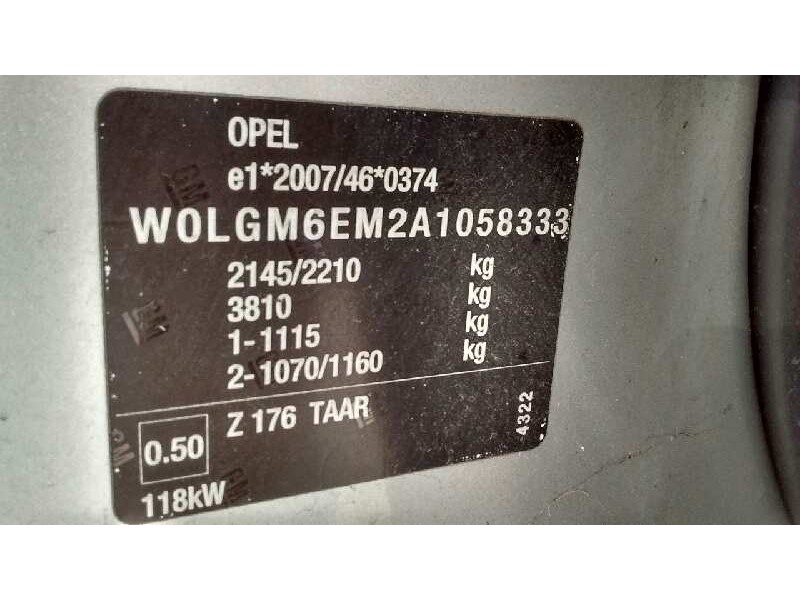 OPEL
e1*2007/46*0374
W0LGM6EM2A1058333
2145/2210 kg
3810 kg
1-1115 kg
2-1070/1160 kg
0.50 Z 176 TAAR 4322
118kW